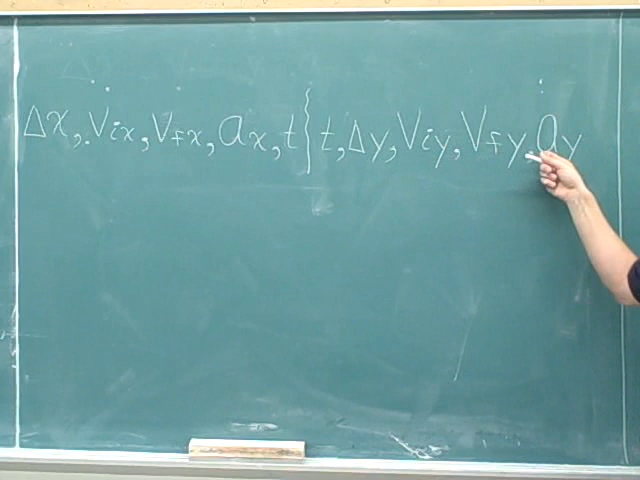 Δx, Vix, Vfx, ax, t } t, Δy, Viy, Vfy, ay